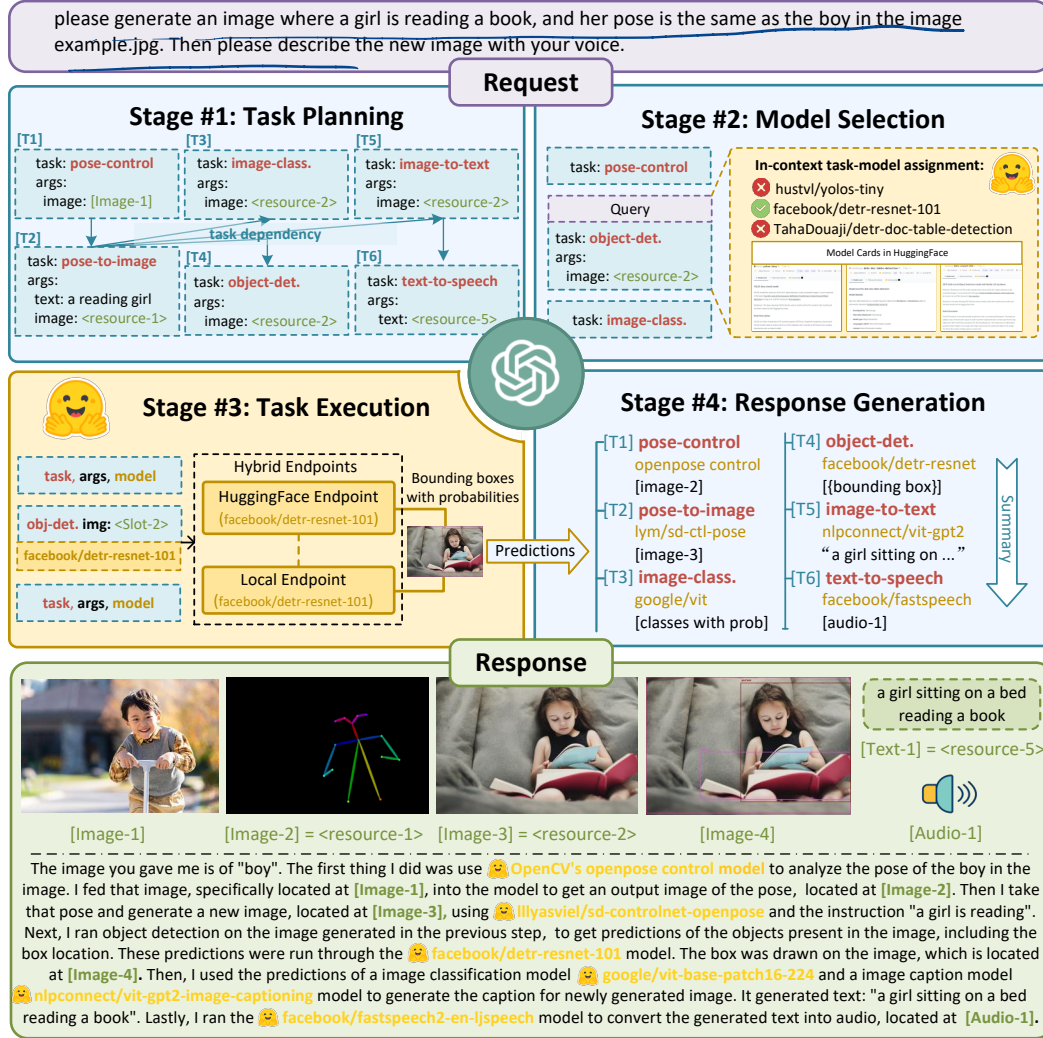 please generate an image where a girl is reading a book, and her pose is the same as the boy in the image
example.jpg. Then please describe the new image with your voice.
Request
Stage #1: Task Planning
[T1]
task: pose-control
args:
image: [Image-1]
[T3]
task: image-class.
args:
image: <resource-2>
[T5]
task: image-to-text
args:
image: <resource-2>
task dependency
[T2]
task: pose-to-image
args:
text: a reading girl
image: <resource-1>
[T4]
task: object-det.
args:
image: <resource-2>
[T6]
task: text-to-speech
args:
text: <resource-5>
Stage #2: Model Selection
task: pose-control
Query
task: object-det.
args:
image: <resource-2>
task: image-class.
In-context task-model assignment:
hustvl/yolos-tiny
facebook/detr-resnet-101
TahaDouaji/detr-doc-table-detection
Model Cards in HuggingFace
Stage #3: Task Execution
task, args, model
obj-det. img: <Slot-2>
facebook/detr-resnet-101
task, args, model
Hybrid Endpoints
HuggingFace Endpoint
(facebook/detr-resnet-101)
Local Endpoint
(facebook/detr-resnet-101)
Bounding boxes
with probabilities
Predictions
Stage #4: Response Generation
[T1] pose-control
openpose control
[image-2]
[T2] pose-to-image
lym/sd-ctl-pose
[image-3]
[T3] image-class.
google/vit
[classes with prob]
[T4] object-det.
facebook/detr-resnet
[{bounding box}]
[T5] image-to-text
nlpconnect/vit-gpt2
“a girl sitting on ...”
[T6] text-to-speech
facebook/fastspeech
[audio-1]
Summary
Response
a girl sitting on a bed
reading a book
[Text-1] = <resource-5>
[Image-1]
[Image-2] = <resource-1>
[Image-3] = <resource-2>
[Image-4]
[Audio-1]
The image you gave me is of "boy". The first thing I did was use OpenCV's openpose control model to analyze the pose of the boy in the
image. I fed that image, specifically located at [Image-1], into the model to get an output image of the pose, located at [Image-2]. Then I take
that pose and generate a new image, located at [Image-3], using lllyasviel/sd-controlnet-openpose and the instruction "a girl is reading".
Next, I ran object detection on the image generated in the previous step, to get predictions of the objects present in the image, including the
box location. These predictions were run through the facebook/detr-resnet-101 model. The box was drawn on the image, which is located
at [Image-4]. Then, I used the predictions of a image classification model google/vit-base-patch16-224 and a image caption model
nlpconnect/vit-gpt2-image-captioning model to generate the caption for newly generated image. It generated text: "a girl sitting on a bed
reading a book". Lastly, I ran the facebook/fastspeech2-en-ljspeech model to convert the generated text into audio, located at [Audio-1].